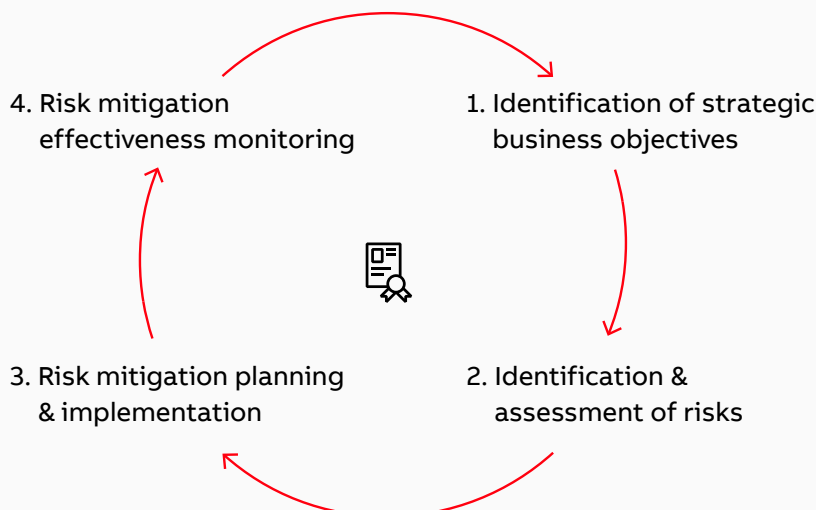 1. Identification of strategic
business objectives
2. Identification &
assessment of risks
3. Risk mitigation planning
& implementation
4. Risk mitigation
effectiveness monitoring